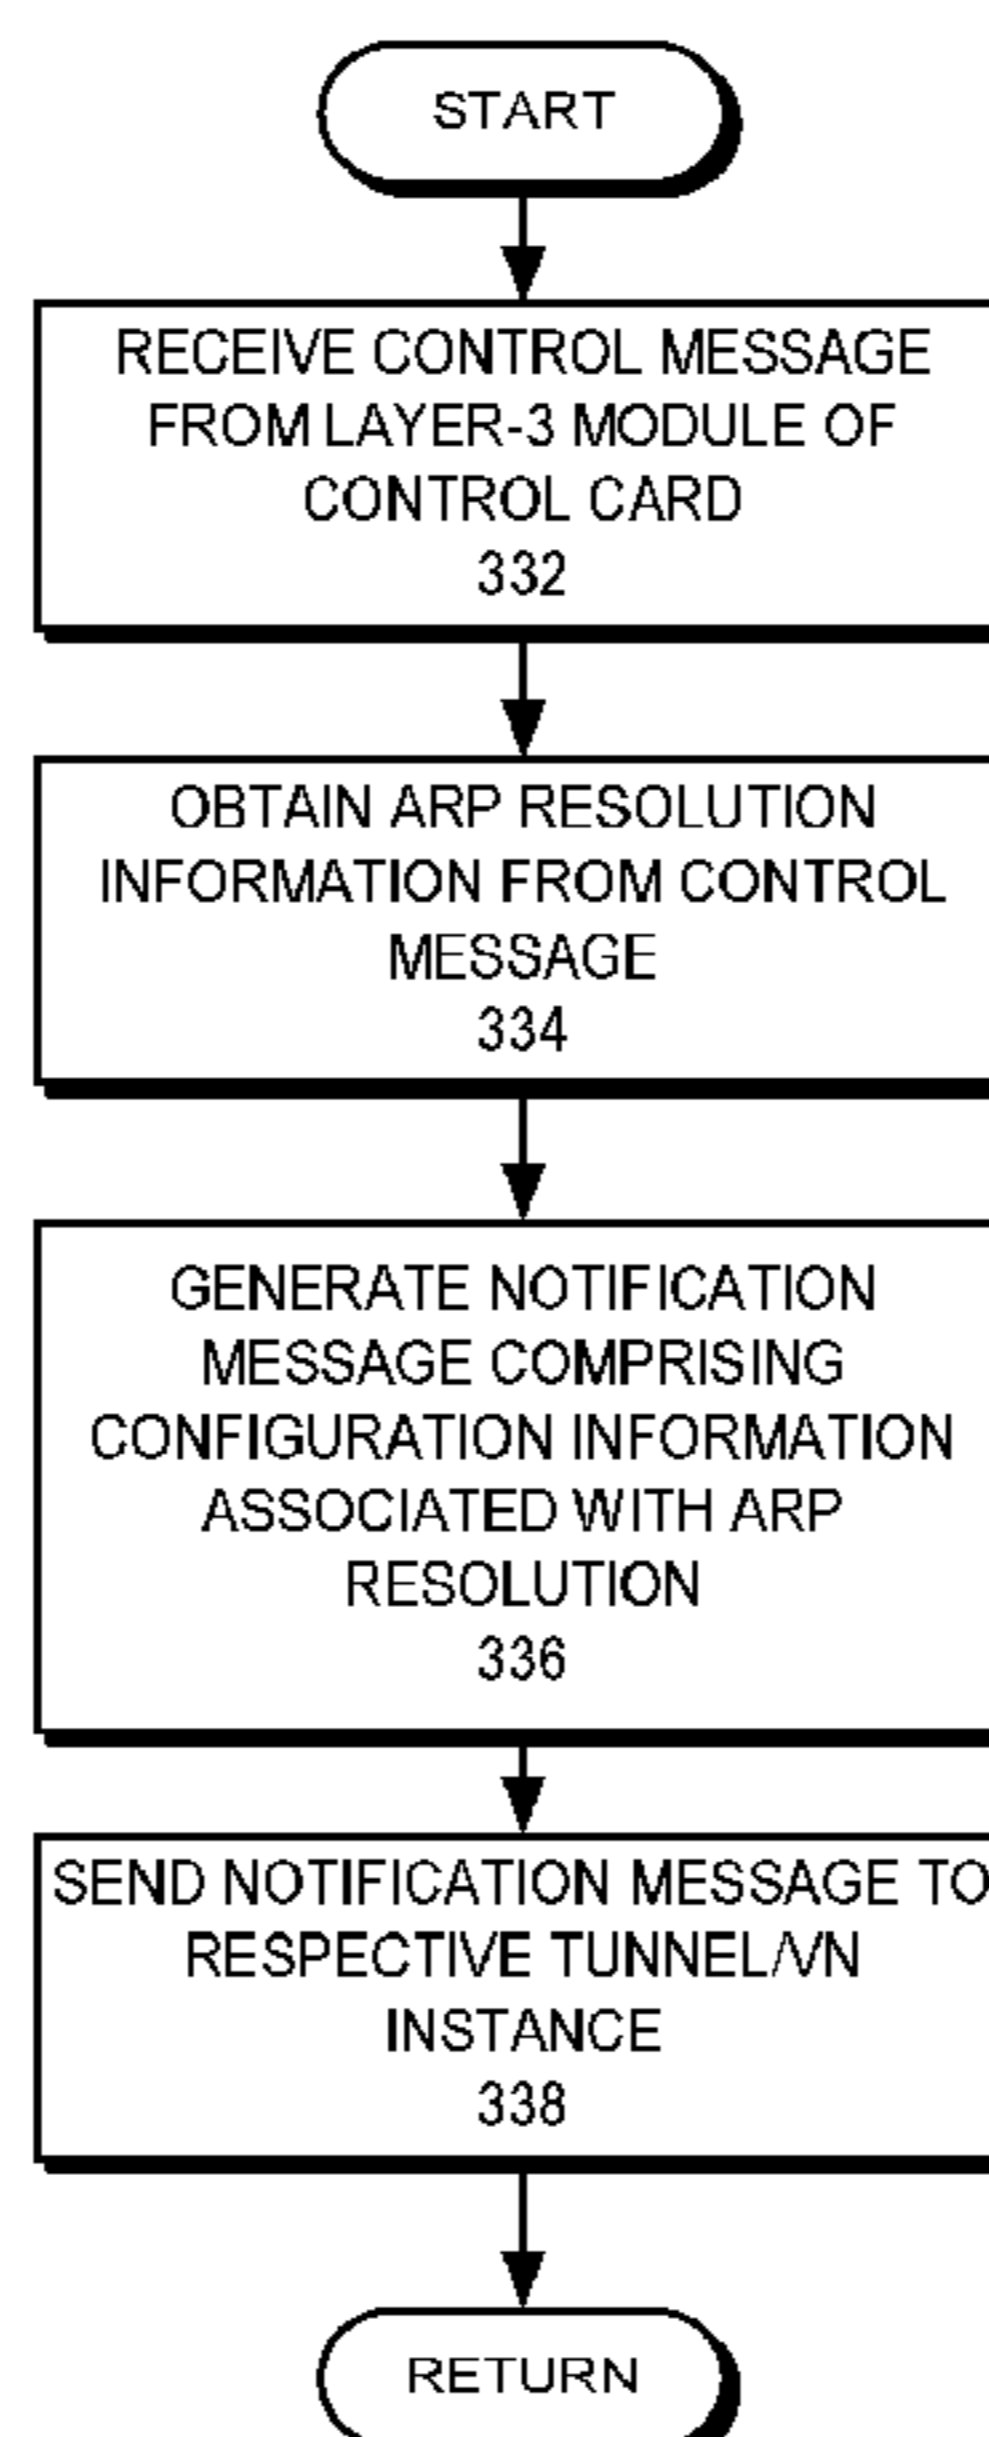 START
RECEIVE CONTROL MESSAGE
FROM LAYER-3 MODULE OF
CONTROL CARD
332
OBTAIN ARP RESOLUTION
INFORMATION FROM CONTROL
MESSAGE
334
GENERATE NOTIFICATION
MESSAGE COMPRISING
CONFIGURATION INFORMATION
ASSOCIATED WITH ARP
RESOLUTION
336
SEND NOTIFICATION MESSAGE TO
RESPECTIVE TUNNEL/VN
INSTANCE
338
RETURN